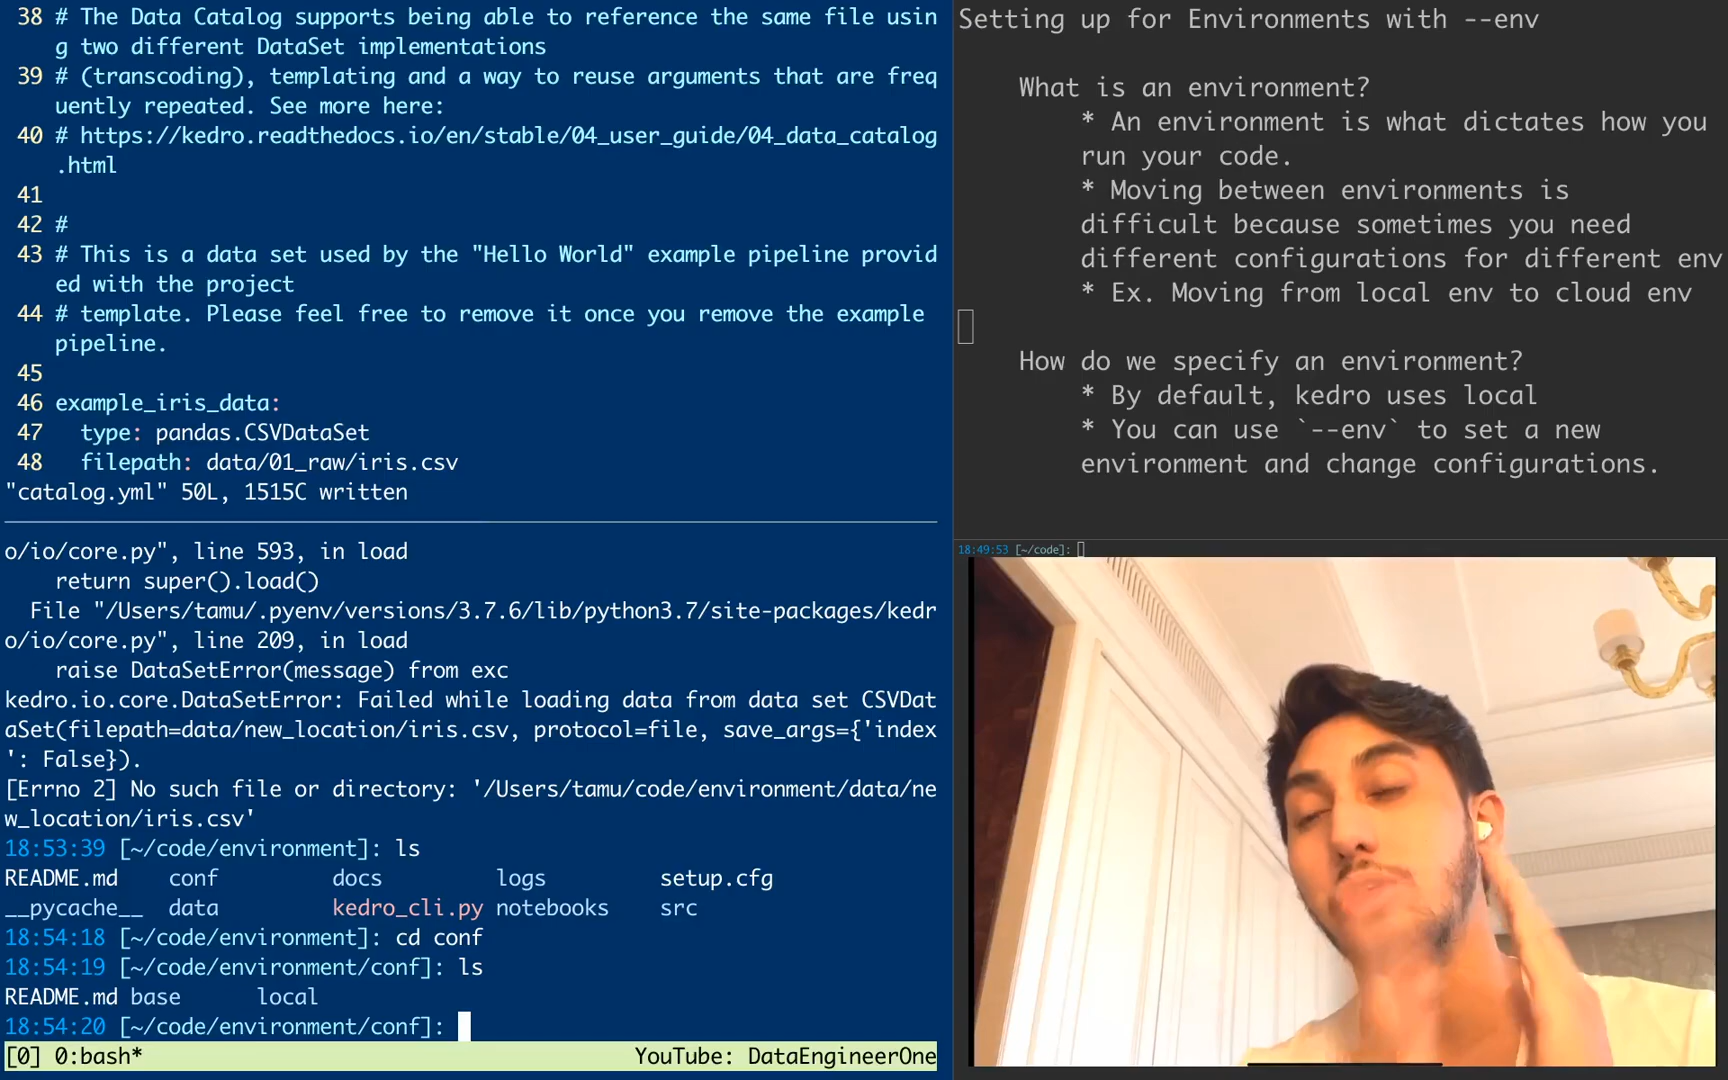 38 # The Data Catalog supports being able to reference the same file usin
g two different DataSet implementations
39 # (transcoding), templating and a way to reuse arguments that are freq
uently repeated. See more here:
40 # https://kedro.readthedocs.io/en/stable/04_user_guide/04_data_catalog
.html
41
42 #
43 # This is a data set used by the "Hello World" example pipeline provid
ed with the project
44 # template. Please feel free to remove it once you remove the example
pipeline.
45
46 example_iris_data:
47   type: pandas.CSVDataSet
48   filepath: data/01_raw/iris.csv
"catalog.yml" 50L, 1515C written
o/io/core.py", line 593, in load
    return super().load()
  File "/Users/tamu/.pyenv/versions/3.7.6/lib/python3.7/site-packages/kedr
o/io/core.py", line 209, in load
    raise DataSetError(message) from exc
kedro.io.core.DataSetError: Failed while loading data from data set CSVDat
aSet(filepath=data/new_location/iris.csv, protocol=file, save_args={'index
': False}).
[Errno 2] No such file or directory: '/Users/tamu/code/environment/data/ne
w_location/iris.csv'
18:53:39 [~/code/environment]: ls
README.md    conf         docs         logs         setup.cfg
__pycache__  data         kedro_cli.py notebooks    src
18:54:18 [~/code/environment]: cd conf
18:54:19 [~/code/environment/conf]: ls
README.md base      local
18:54:20 [~/code/environment/conf]:
[0] 0:bash* YouTube: DataEngineerOne
Setting up for Environments with --env
What is an environment?
* An environment is what dictates how you
run your code.
* Moving between environments is
difficult because sometimes you need
different configurations for different env
* Ex. Moving from local env to cloud env
How do we specify an environment?
* By default, kedro uses local
* You can use `--env` to set a new
environment and change configurations.
18:49:53 [~/code]: